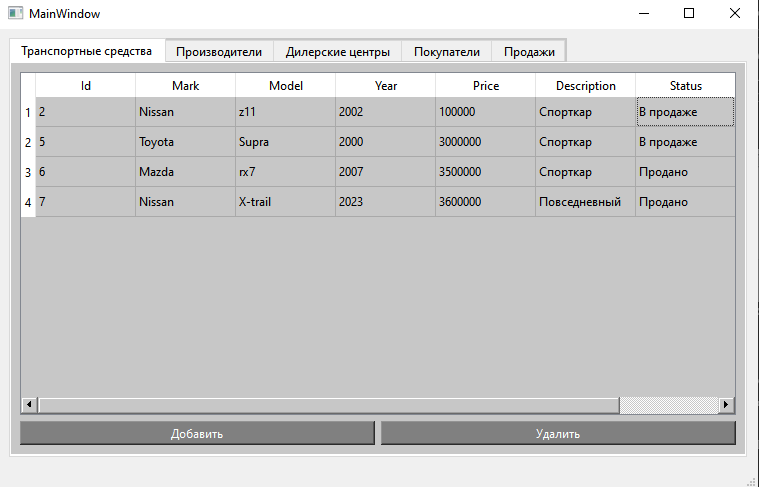 MainWindow
Транспортные средства Производители Дилерские центры Покупатели Продажи
Id Mark Model Year Price Description Status
1 2 Nissan z11 2002 100000 Спорткар В продаже
2 5 Toyota Supra 2000 3000000 Спорткар В продаже
3 6 Mazda rx7 2007 3500000 Спорткар Продано
4 7 Nissan X-trail 2023 3600000 Повседневный Продано
Добавить Удалить